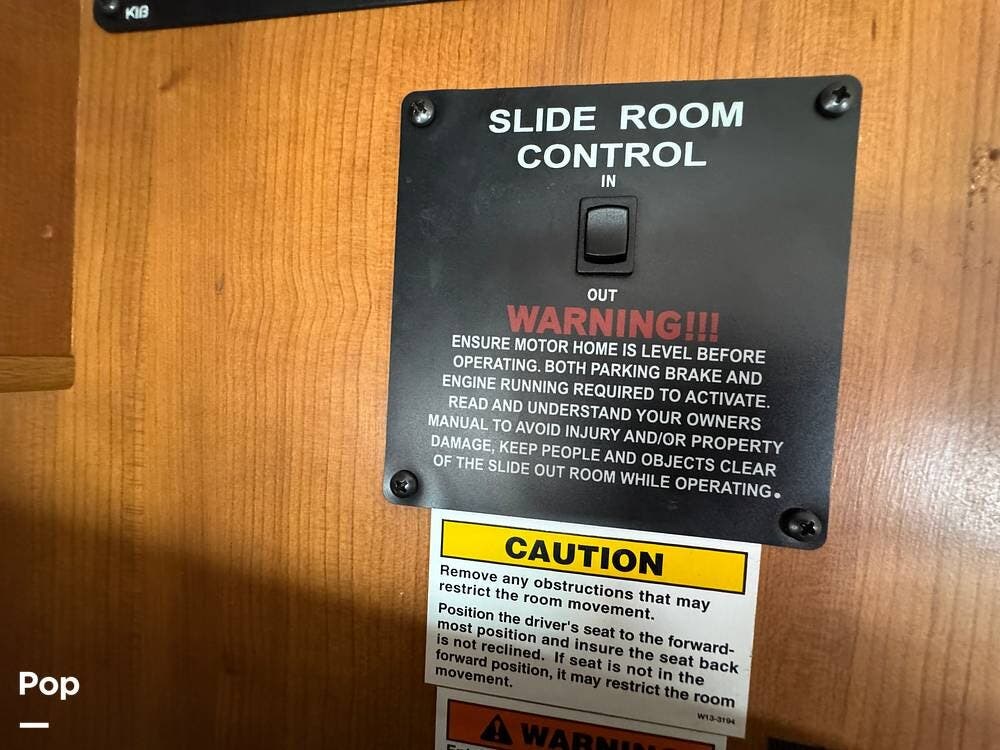 KIB
SLIDE ROOM
CONTROL
IN
OUT
WARNING!!!
ENSURE MOTOR HOME IS LEVEL BEFORE
OPERATING. BOTH PARKING BRAKE AND
ENGINE RUNNING REQUIRED TO ACTIVATE.
READ AND UNDERSTAND YOUR OWNERS
MANUAL TO AVOID INJURY AND/OR PROPERTY
DAMAGE, KEEP PEOPLE AND OBJECTS CLEAR
OF THE SLIDE OUT ROOM WHILE OPERATING.
CAUTION
Remove any obstructions that may
restrict the room movement.
Position the driver's seat to the forward-
most position and insure the seat back
is not reclined. If seat is not in the
forward position, it may restrict the room
movement.
W13-3194
WARNING
Pop